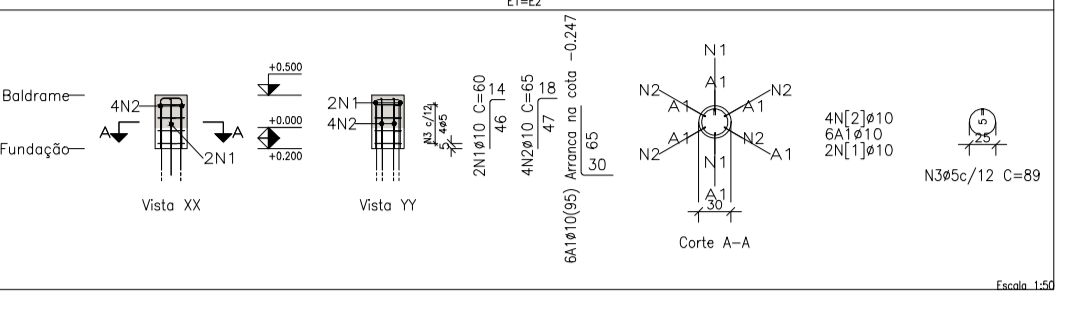 E1=E2
Baldrame
Fundação
4N2
A
A
2N1
Vista XX
+0.500
+0.000
+0.200
2N1
4N2
Vista YY
N3 c/12
4ø5
5
2N1ø10 C=60
14
46
4N2ø10 C=65
18
47
6A1ø10(95) Arranca na cota -0.247
65
30
N1
N2
A1
N2
A1
A1
A1
N2
N2
A1
N1
A1
30
Corte A-A
4N[2]ø10
6A1ø10
2N[1]ø10
5
25
N3ø5c/12 C=89
Escala 1:50